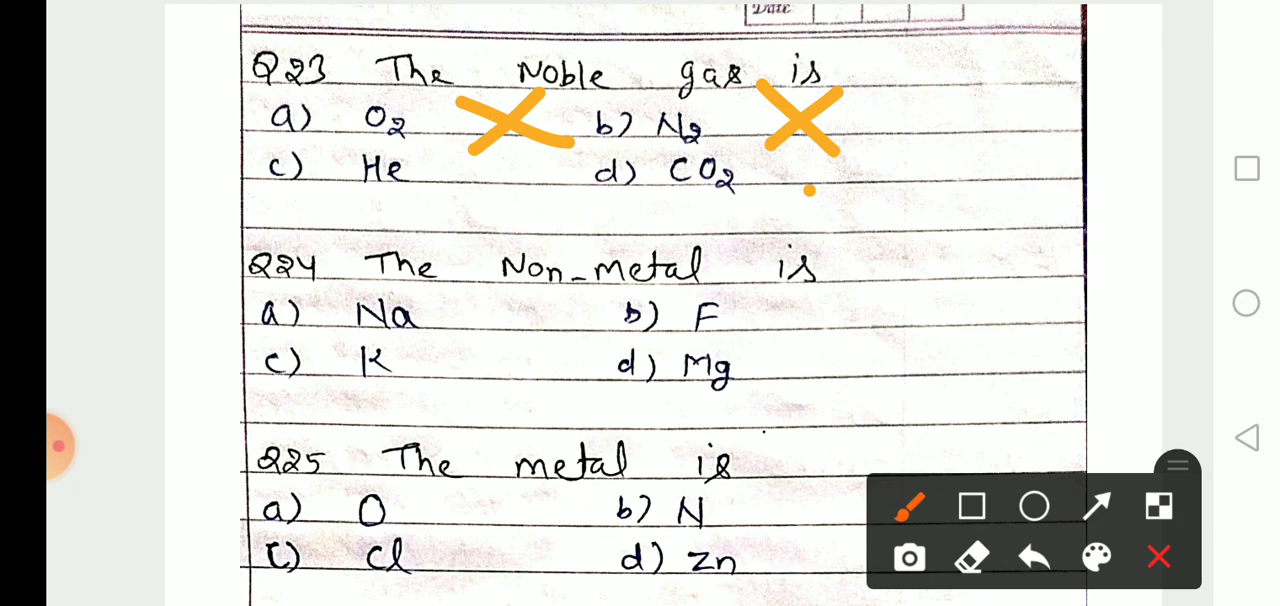 Date
Q23 The Noble gas is
a) O2 b) N2
c) He d) CO2
Q24 The Non-metal is
a) Na b) F
c) K d) Mg
Q25 The metal is
a) O b) N
c) Cl d) Zn